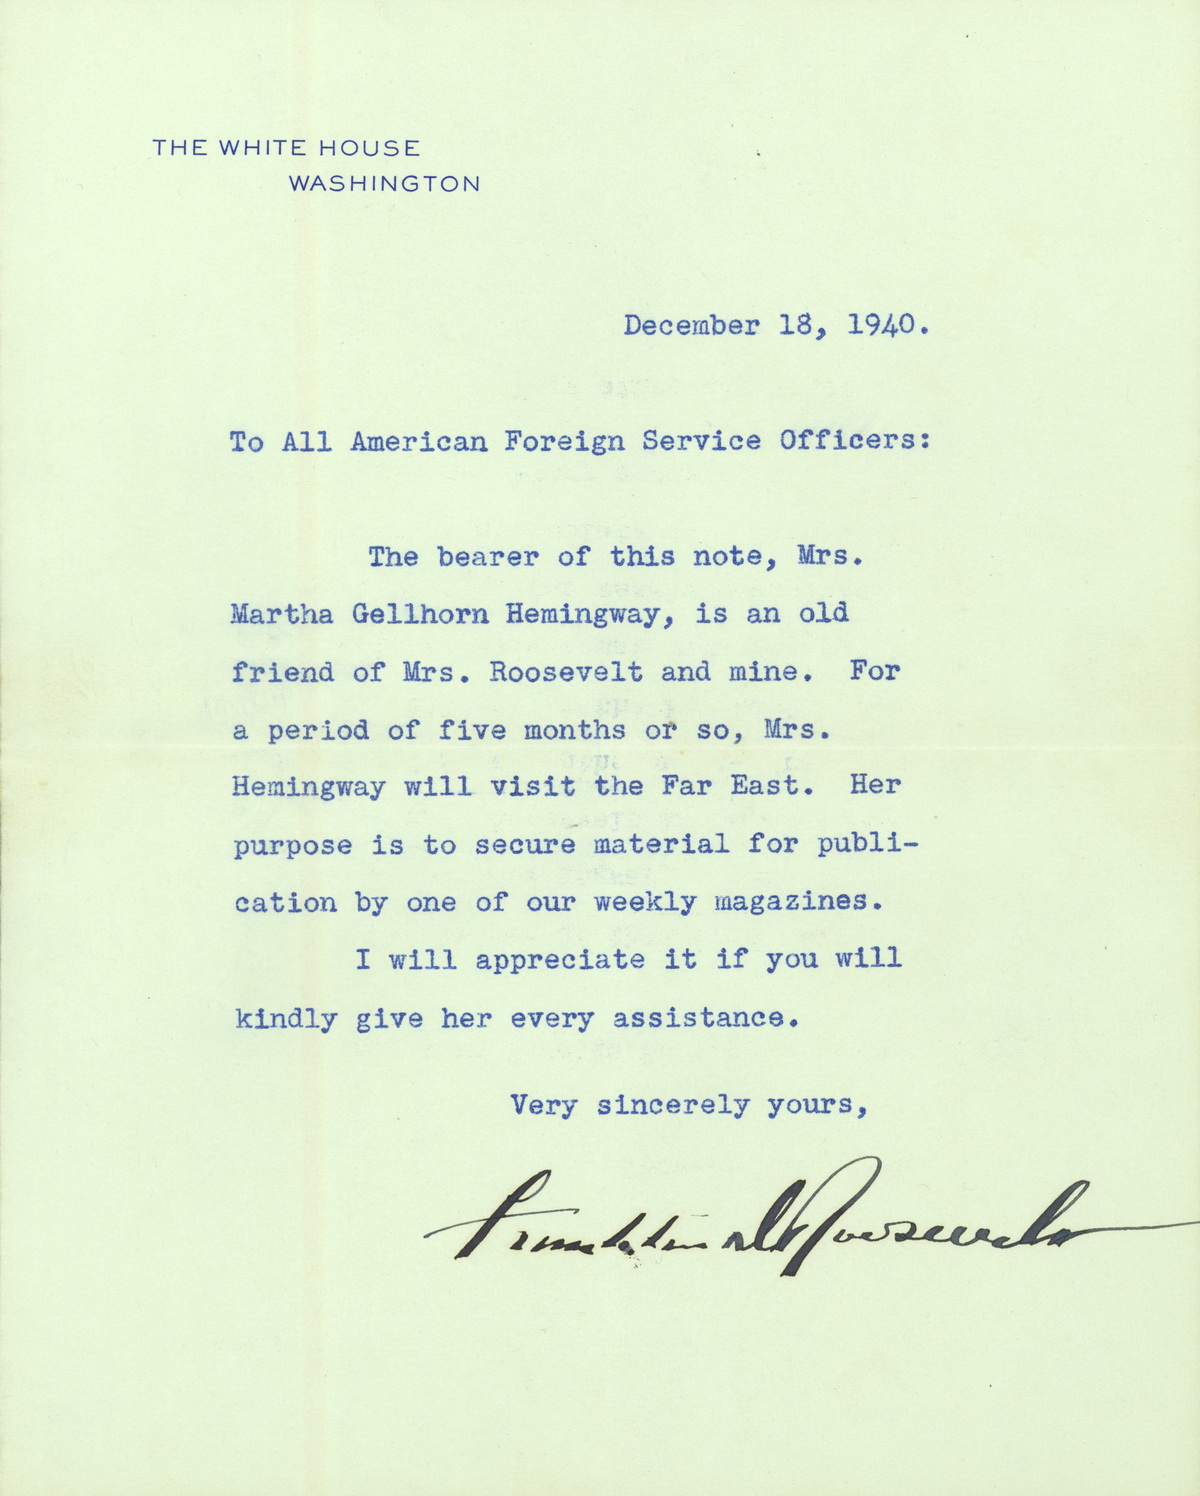 THE WHITE HOUSE
WASHINGTON
December 18, 1940.
To All American Foreign Service Officers:
The bearer of this note, Mrs.
Martha Gellhorn Hemingway, is an old
friend of Mrs. Roosevelt and mine.  For
a period of five months or so, Mrs.
Hemingway will visit the Far East.  Her
purpose is to secure material for publi-
cation by one of our weekly magazines.
I will appreciate it if you will
kindly give her every assistance.
Very sincerely yours,
Franklin D Roosevelt